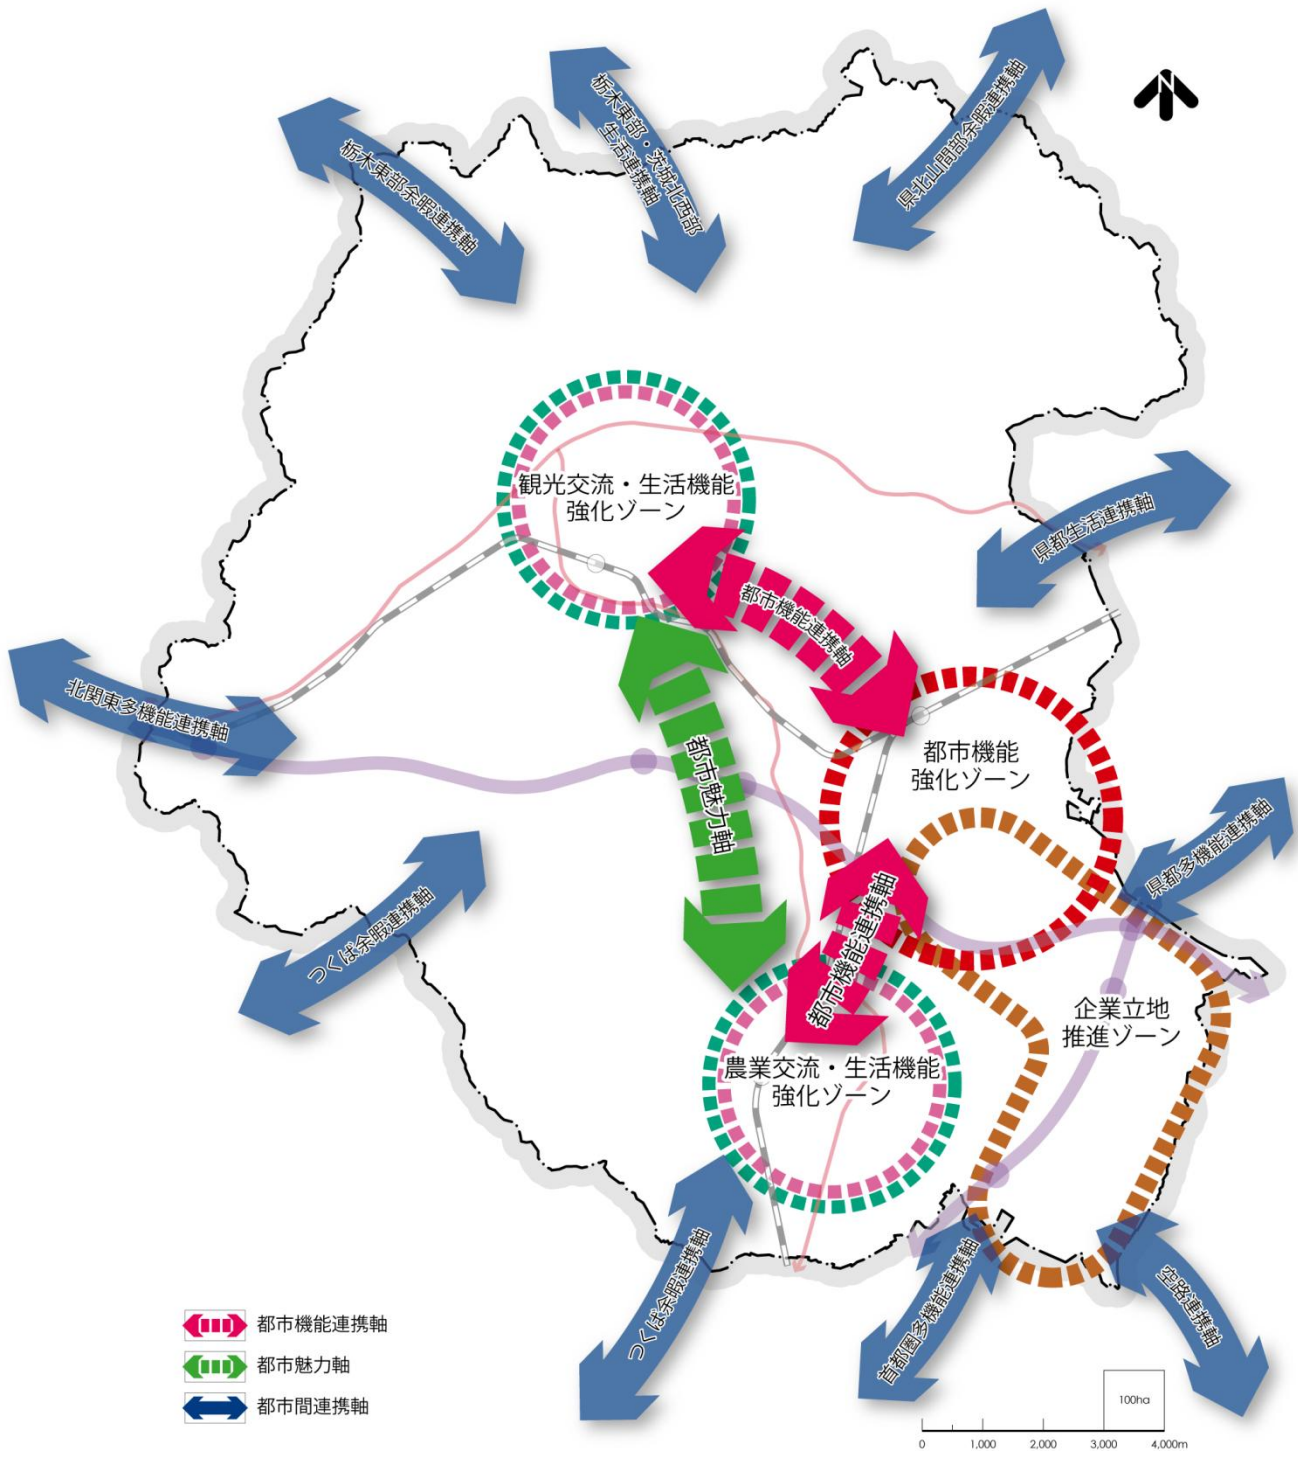 N
栃木東部余暇連携軸
栃木東部・茨城北西部
生活連携軸
県北山間部余暇連携軸
観光交流・生活機能
強化ゾーン
県都生活連携軸
都市機能連携軸
北関東多機能連携軸
都市魅力軸
都市機能
強化ゾーン
県都多機能連携軸
つくば余暇連携軸
都市機能連携軸
企業立地
推進ゾーン
農業交流・生活機能
強化ゾーン
つくば余暇連携軸
首都圏多機能連携軸
空路連携軸
都市機能連携軸
都市魅力軸
都市間連携軸
100ha
0 1,000 2,000 3,000 4,000m